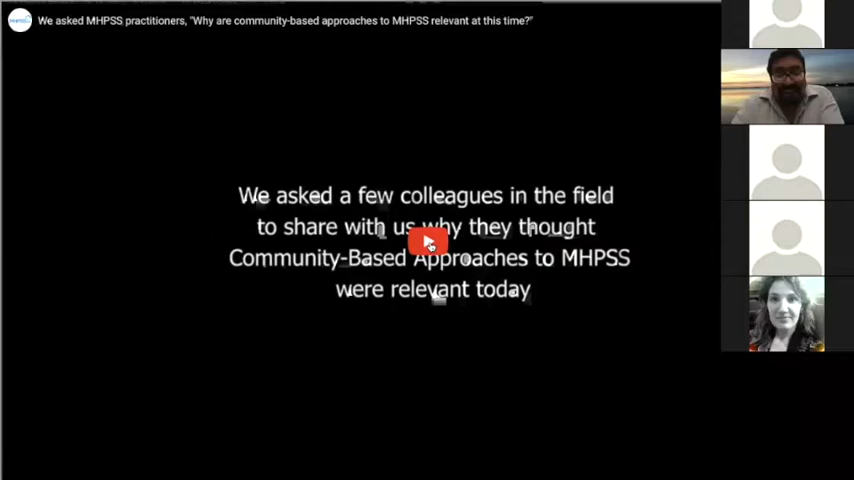 We asked MHPSS practitioners, "Why are community-based approaches to MHPSS relevant at this time?"
We asked a few colleagues in the field
to share with us why they thought
Community-Based Approaches to MHPSS
were relevant today